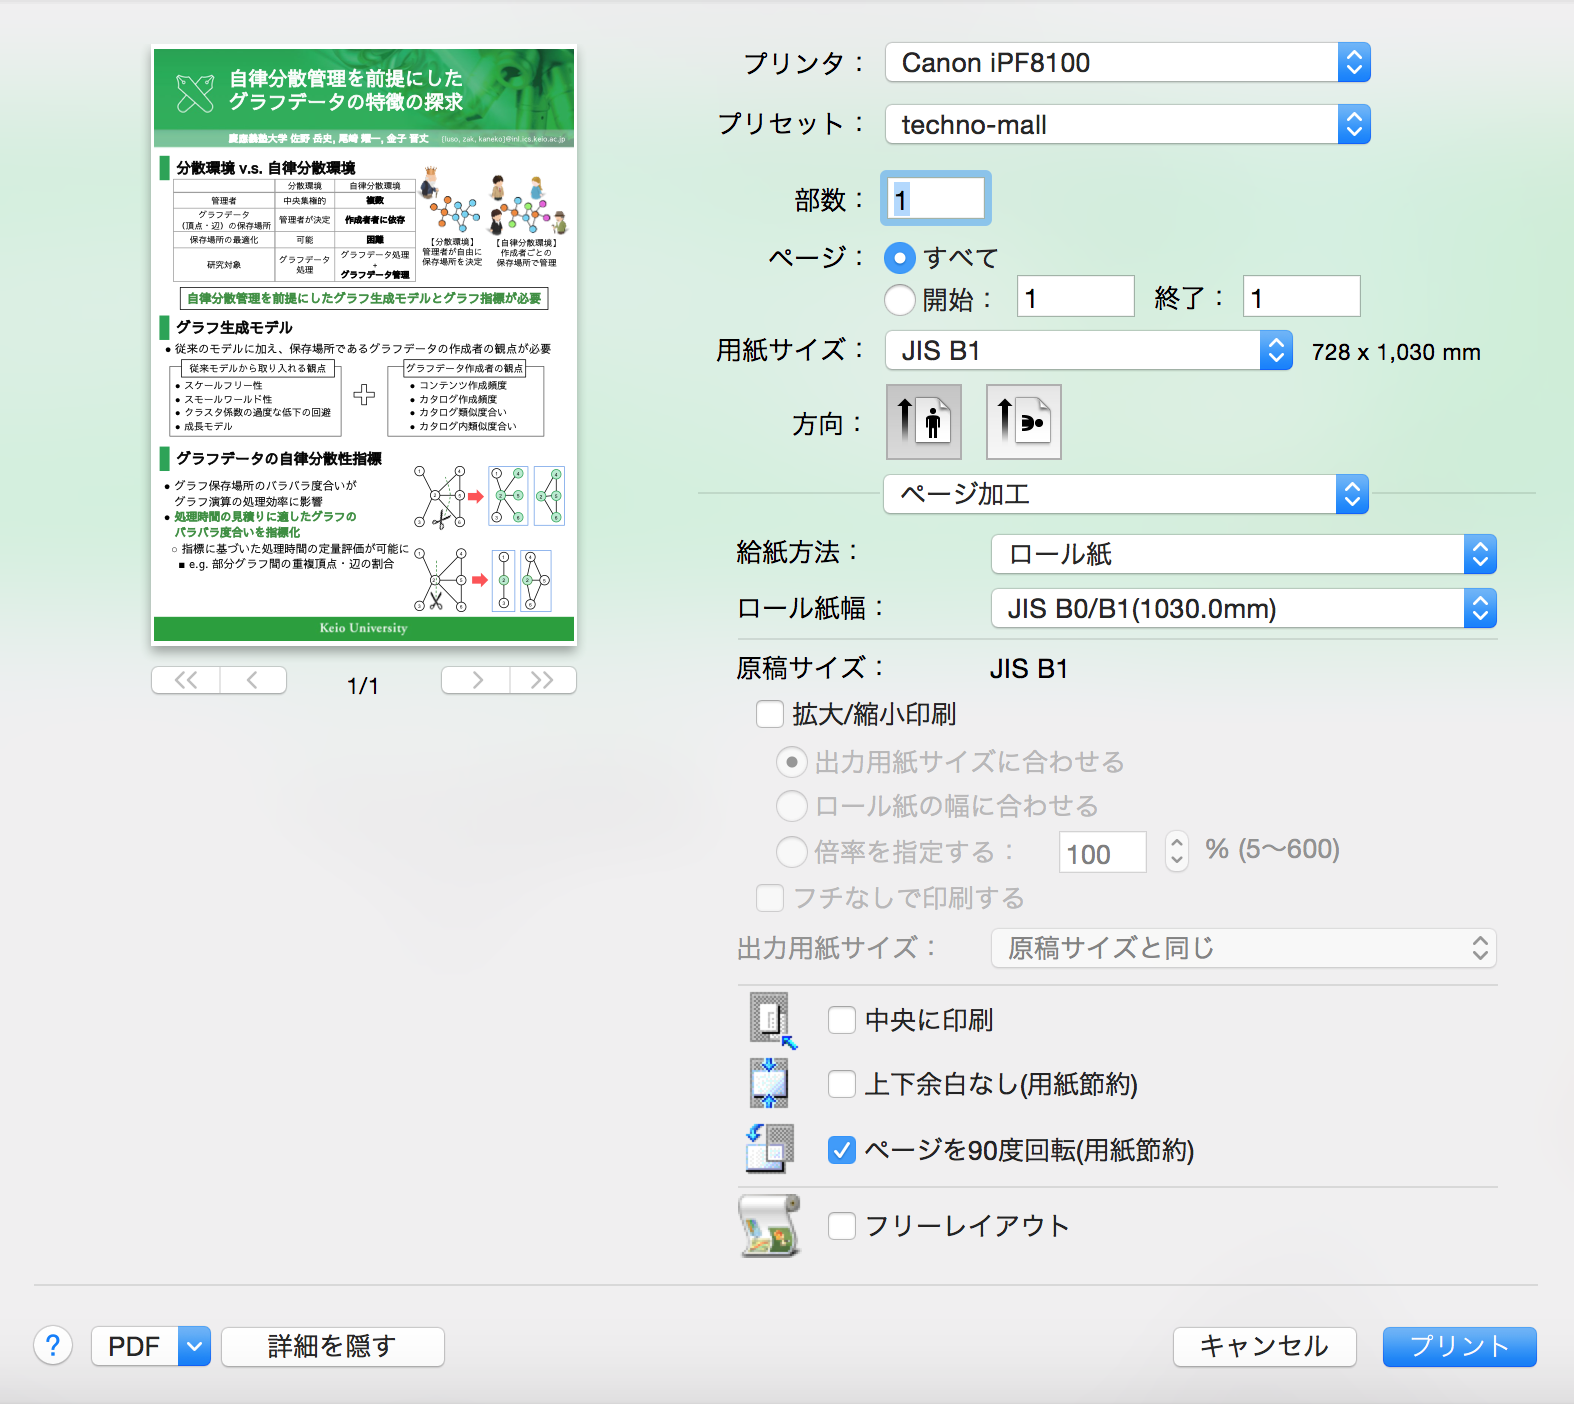 自律分散管理を前提にした
グラフデータの特徴の探求
分散環境 v.s. 自律分散環境
分散環境 自律分散環境
管理者 中央集権的 複数
グラフデータ
(頂点・辺)の保存場所 管理者が決定 作成者者に依存
保存場所の最適化 可能 困難
研究対象 グラフデータ
処理 グラフデータ処理
+
グラフデータ管理
【分散環境】
管理者が自由に
保存場所を決定
【自律分散環境】
作成者ごとの
保存場所で管理
自律分散管理を前提にしたグラフ生成モデルとグラフ指標が必要
グラフ生成モデル
● 従来のモデルに加え、保存場所であるグラフデータの作成者の観点が必要
従来モデルから取り入れる観点
● スケールフリー性
● スモールワールド性
● クラスタ係数の過度な低下の回避
● 成長モデル
グラフデータ作成者の観点
● コンテンツ作成頻度
● カタログ作成頻度
● カタログ類似度合い
● カタログ内類似度合い
グラフデータの自律分散性指標
● グラフ保存場所のバラバラ度合いが
グラフ演算の処理効率に影響
● 処理時間の見積りに適したグラフの
バラバラ度合いを指標化
○ 指標に基づいた処理時間の定量評価が可能に
■ e.g. 部分グラフ間の重複頂点・辺の割合
Keio University
1/1
プリンタ： Canon iPF8100
プリセット： techno-mall
部数： 1
ページ： すべて
開始： 1 終了： 1
用紙サイズ： JIS B1 728 x 1,030 mm
方向：
ページ加工
給紙方法： ロール紙
ロール紙幅： JIS B0/B1(1030.0mm)
原稿サイズ： JIS B1
拡大/縮小印刷
出力用紙サイズに合わせる
ロール紙の幅に合わせる
倍率を指定する： 100 % (5〜600)
フチなしで印刷する
出力用紙サイズ： 原稿サイズと同じ
中央に印刷
上下余白なし(用紙節約)
ページを90度回転(用紙節約)
フリーレイアウト
? PDF 詳細を隠す キャンセル プリント